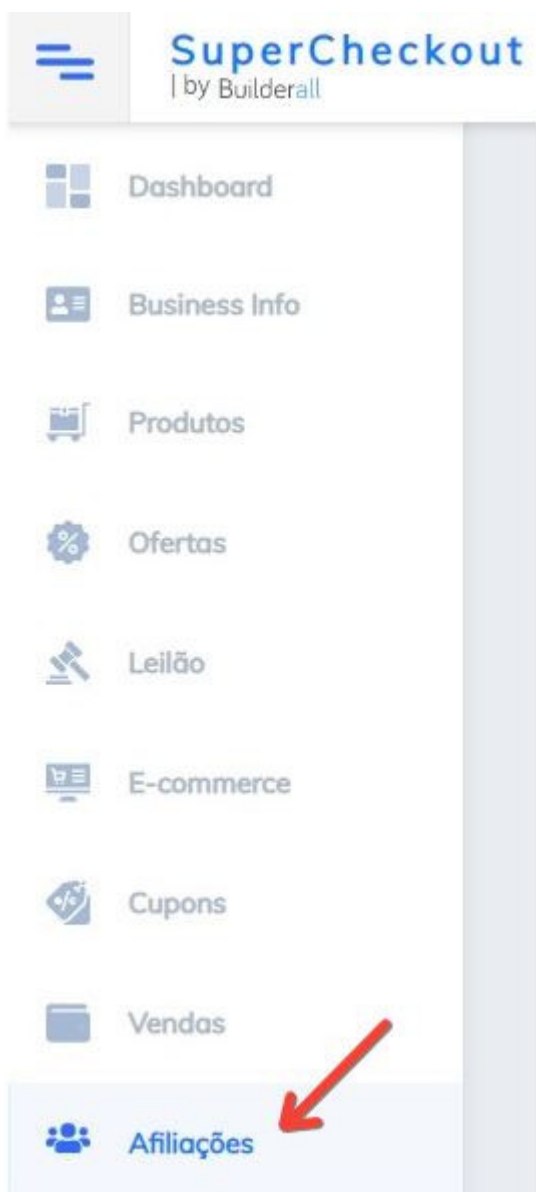 SuperCheckout
| by Builderall
Dashboard
Business Info
Produtos
Ofertas
Leilão
E-commerce
Cupons
Vendas
Afiliações